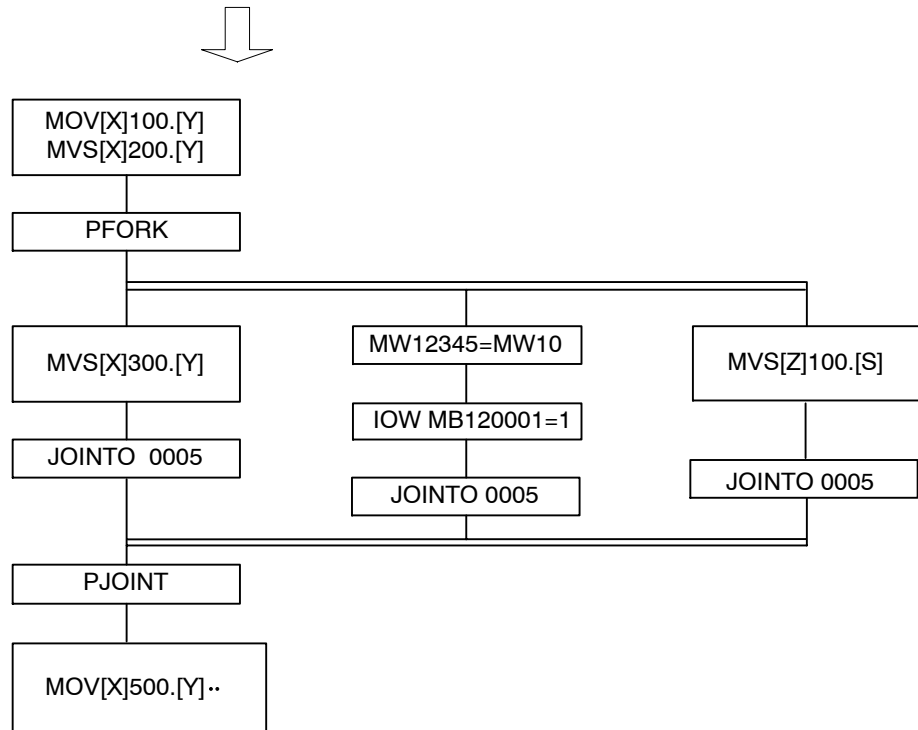 MOV[X]100.[Y]
MVS[X]200.[Y]
PFORK
MVS[X]300.[Y]
JOINTO 0005
MW12345=MW10
IOW MB120001=1
JOINTO 0005
MVS[Z]100.[S]
JOINTO 0005
PJOINT
MOV[X]500.[Y]··